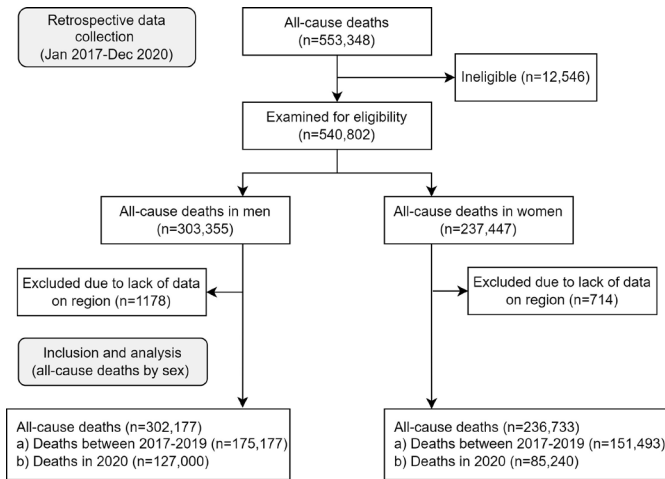 Retrospective data
collection
(Jan 2017-Dec 2020)
All-cause deaths
(n=553,348)
Ineligible (n=12,546)
Examined for eligibility
(n=540,802)
All-cause deaths in men
(n=303,355)
All-cause deaths in women
(n=237,447)
Excluded due to lack of data
on region (n=1178)
Excluded due to lack of data
on region (n=714)
Inclusion and analysis
(all-cause deaths by sex)
All-cause deaths (n=302,177)
a) Deaths between 2017-2019 (n=175,177)
b) Deaths in 2020 (n=127,000)
All-cause deaths (n=236,733)
a) Deaths between 2017-2019 (n=151,493)
b) Deaths in 2020 (n=85,240)